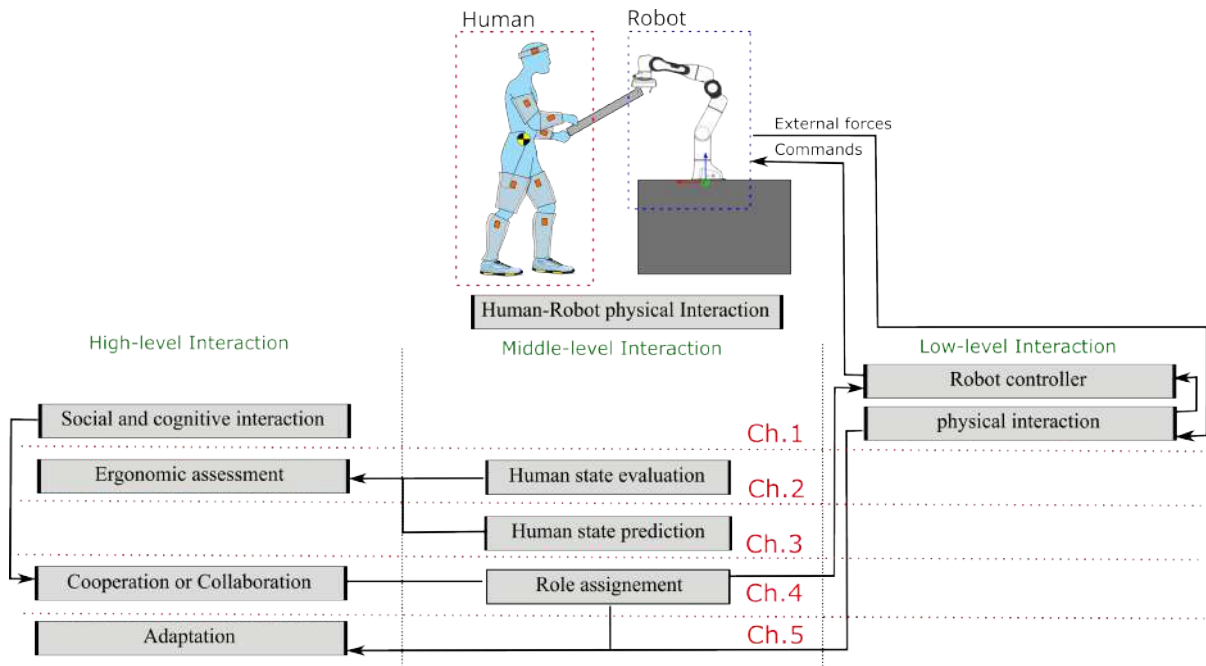 Human
Robot
External forces
Commands
Human-Robot physical Interaction
High-level Interaction
Middle-level Interaction
Low-level Interaction
Robot controller
Social and cognitive interaction
physical interaction
Ch.1
Ergonomic assessment
Human state evaluation
Ch.2
Human state prediction
Ch.3
Cooperation or Collaboration
Role assignement
Ch.4
Adaptation
Ch.5